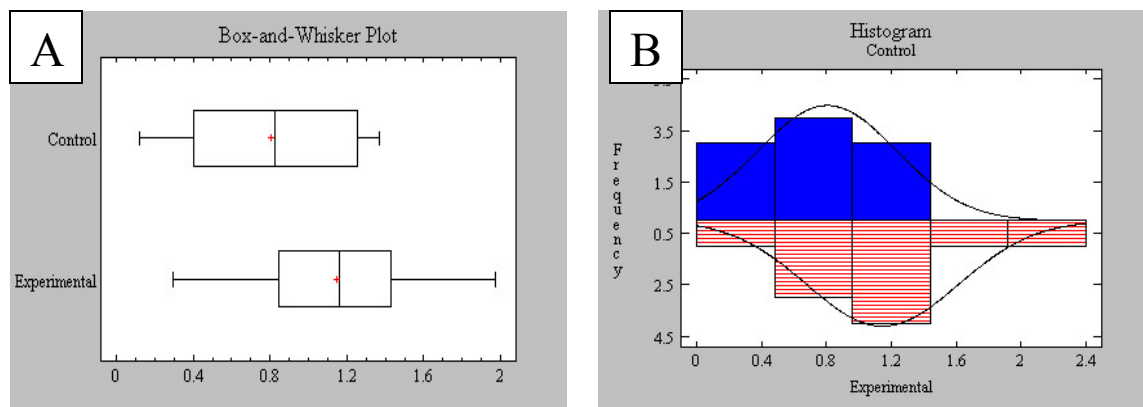 A
Box-and-Whisker Plot
Control
Experimental
0 0.4 0.8 1.2 1.6 2
B
Histogram
Control
Frequency
3.5
1.5
0.5
2.5
4.5
0 0.4 0.8 1.2 1.6 2 2.4
Experimental